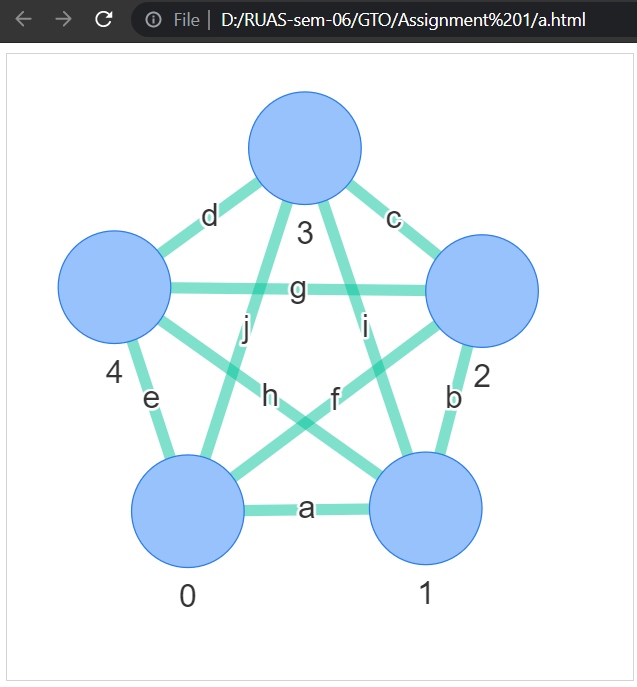 File | D:/RUAS-sem-06/GTO/Assignment%201/a.html
d
c
3
g
j
i
4
2
e
h
f
b
a
0
1